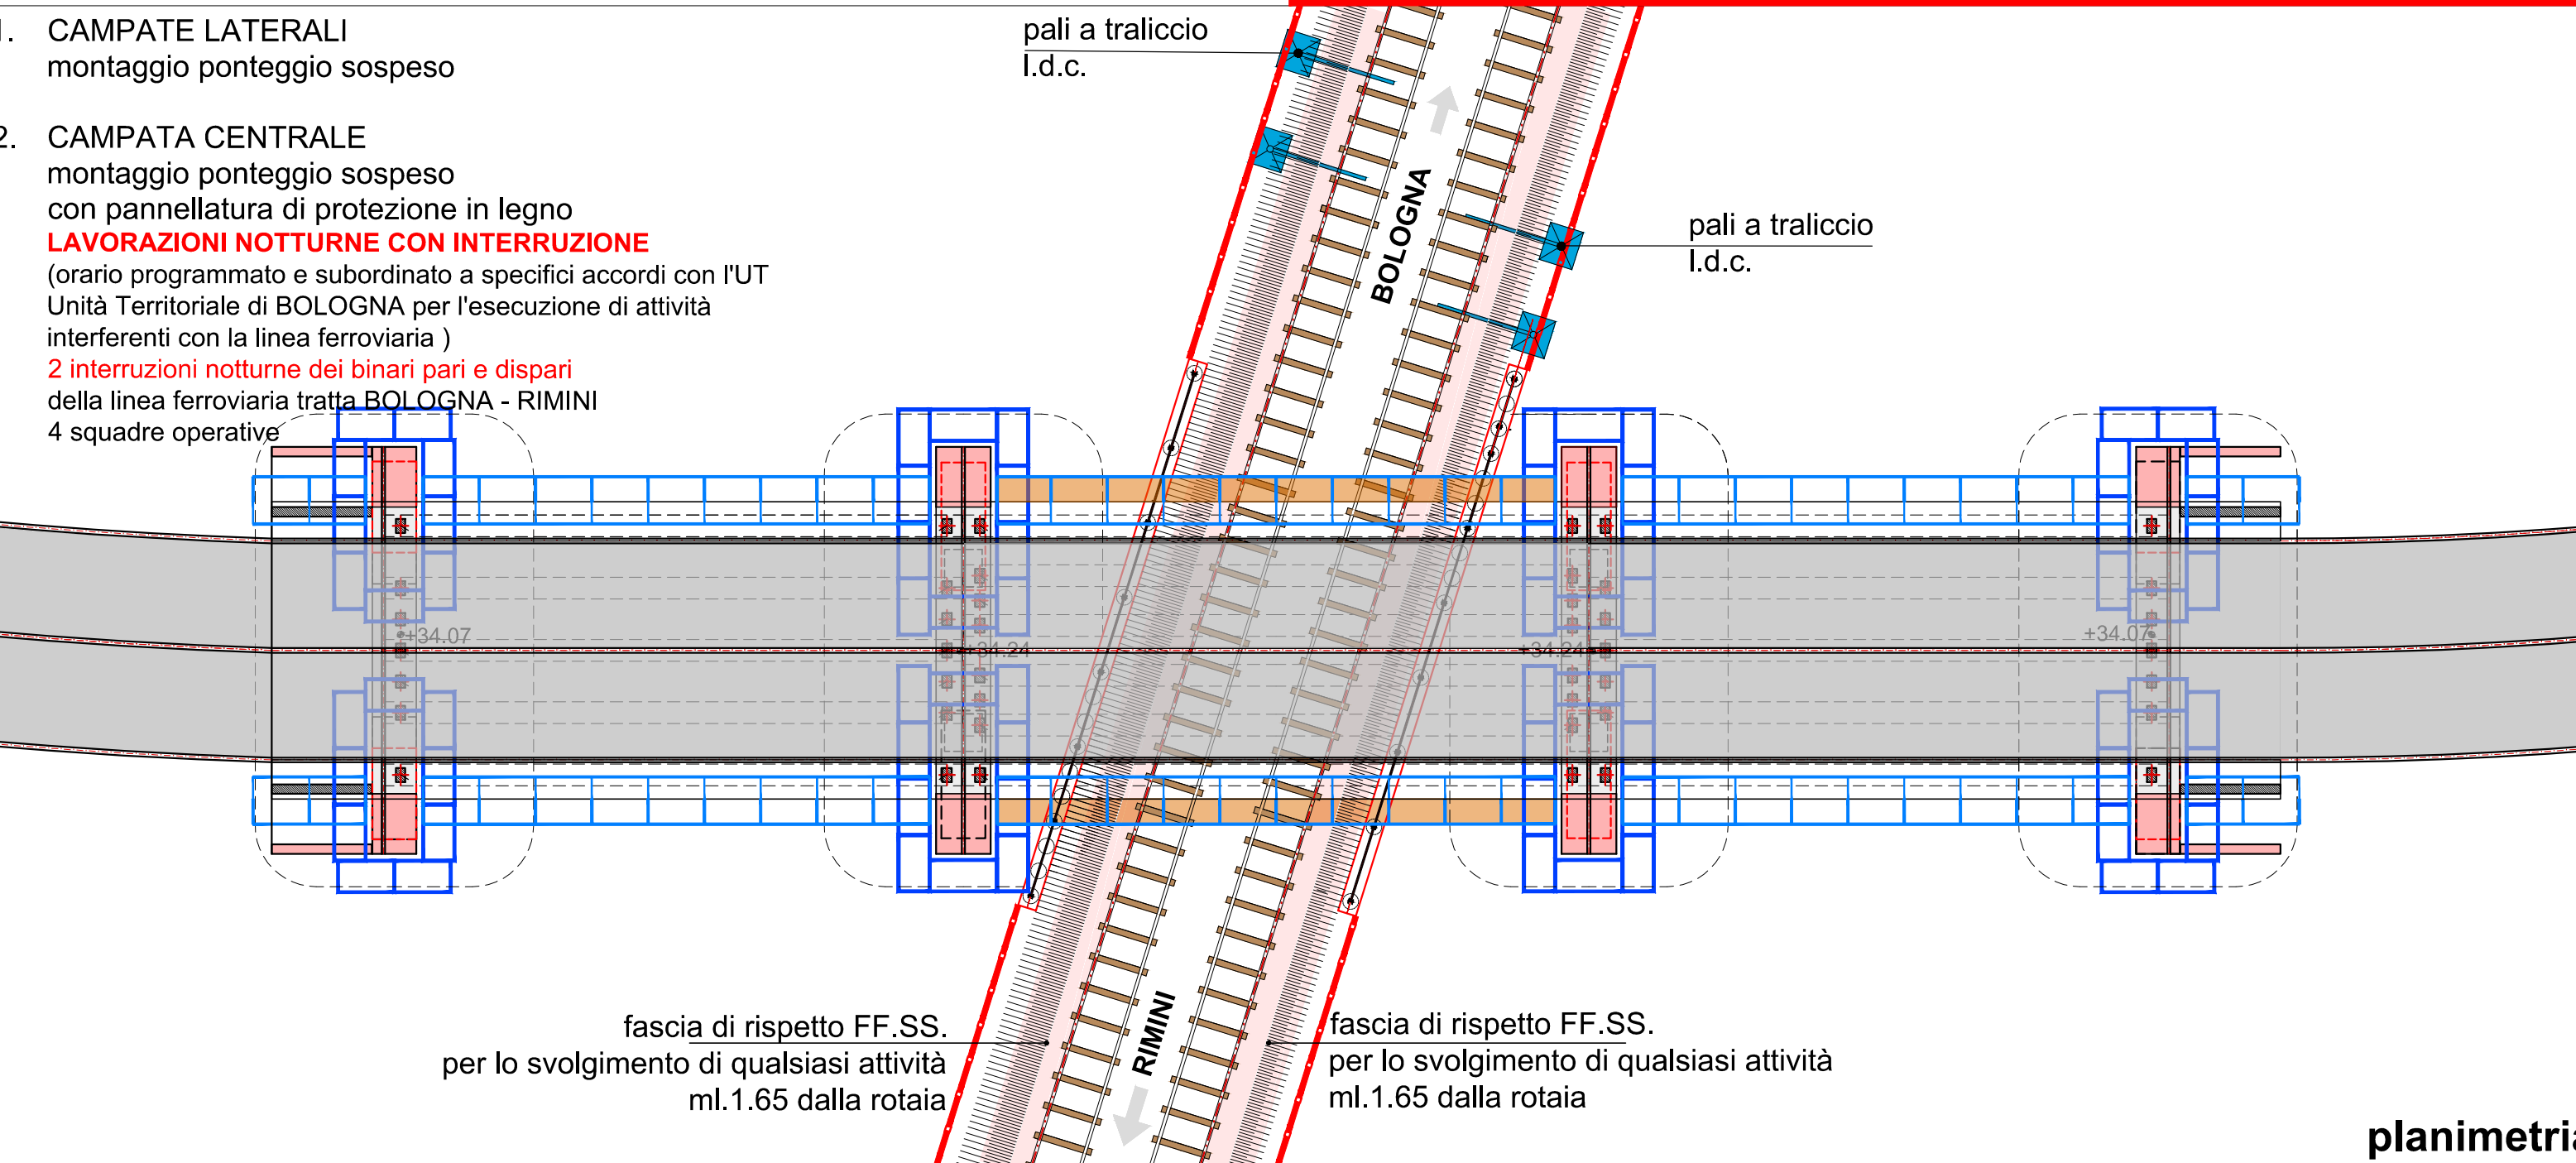 1. CAMPATE LATERALI
montaggio ponteggio sospeso
2. CAMPATA CENTRALE
montaggio ponteggio sospeso
con pannellatura di protezione in legno
LAVORAZIONI NOTTURNE CON INTERRUZIONE
(orario programmato e subordinato a specifici accordi con l'UT
Unità Territoriale di BOLOGNA per l'esecuzione di attività
interferenti con la linea ferroviaria )
2 interruzioni notturne dei binari pari e dispari
della linea ferroviaria tratta BOLOGNA - RIMINI
4 squadre operative
pali a traliccio
l.d.c.
BOLOGNA
pali a traliccio
l.d.c.
+34.07
+34.24
+34.24
+34.07
RIMINI
fascia di rispetto FF.SS.
per lo svolgimento di qualsiasi attività
ml.1.65 dalla rotaia
fascia di rispetto FF.SS.
per lo svolgimento di qualsiasi attività
ml.1.65 dalla rotaia
planimetria